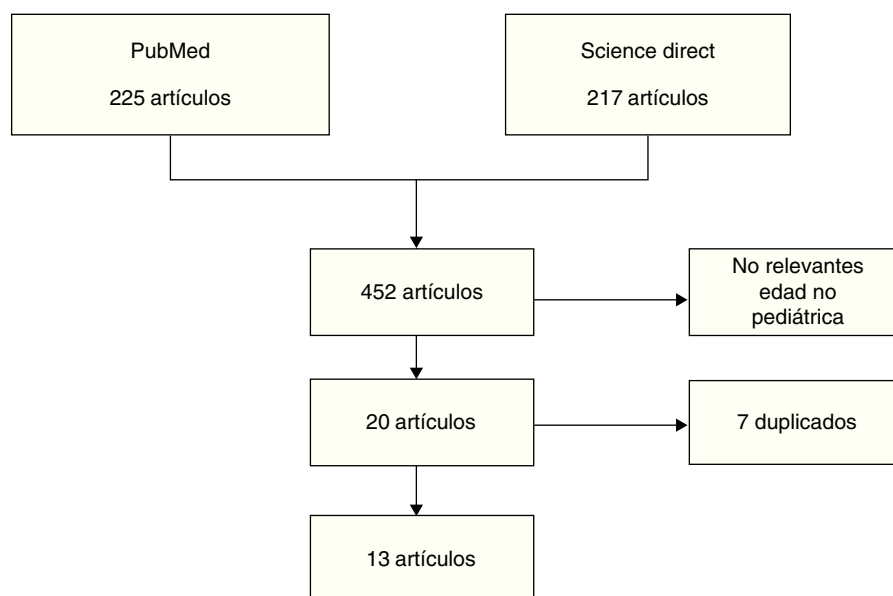 PubMed
225 artículos
Science direct
217 artículos
452 artículos
No relevantes
edad no
pediátrica
20 artículos
7 duplicados
13 artículos